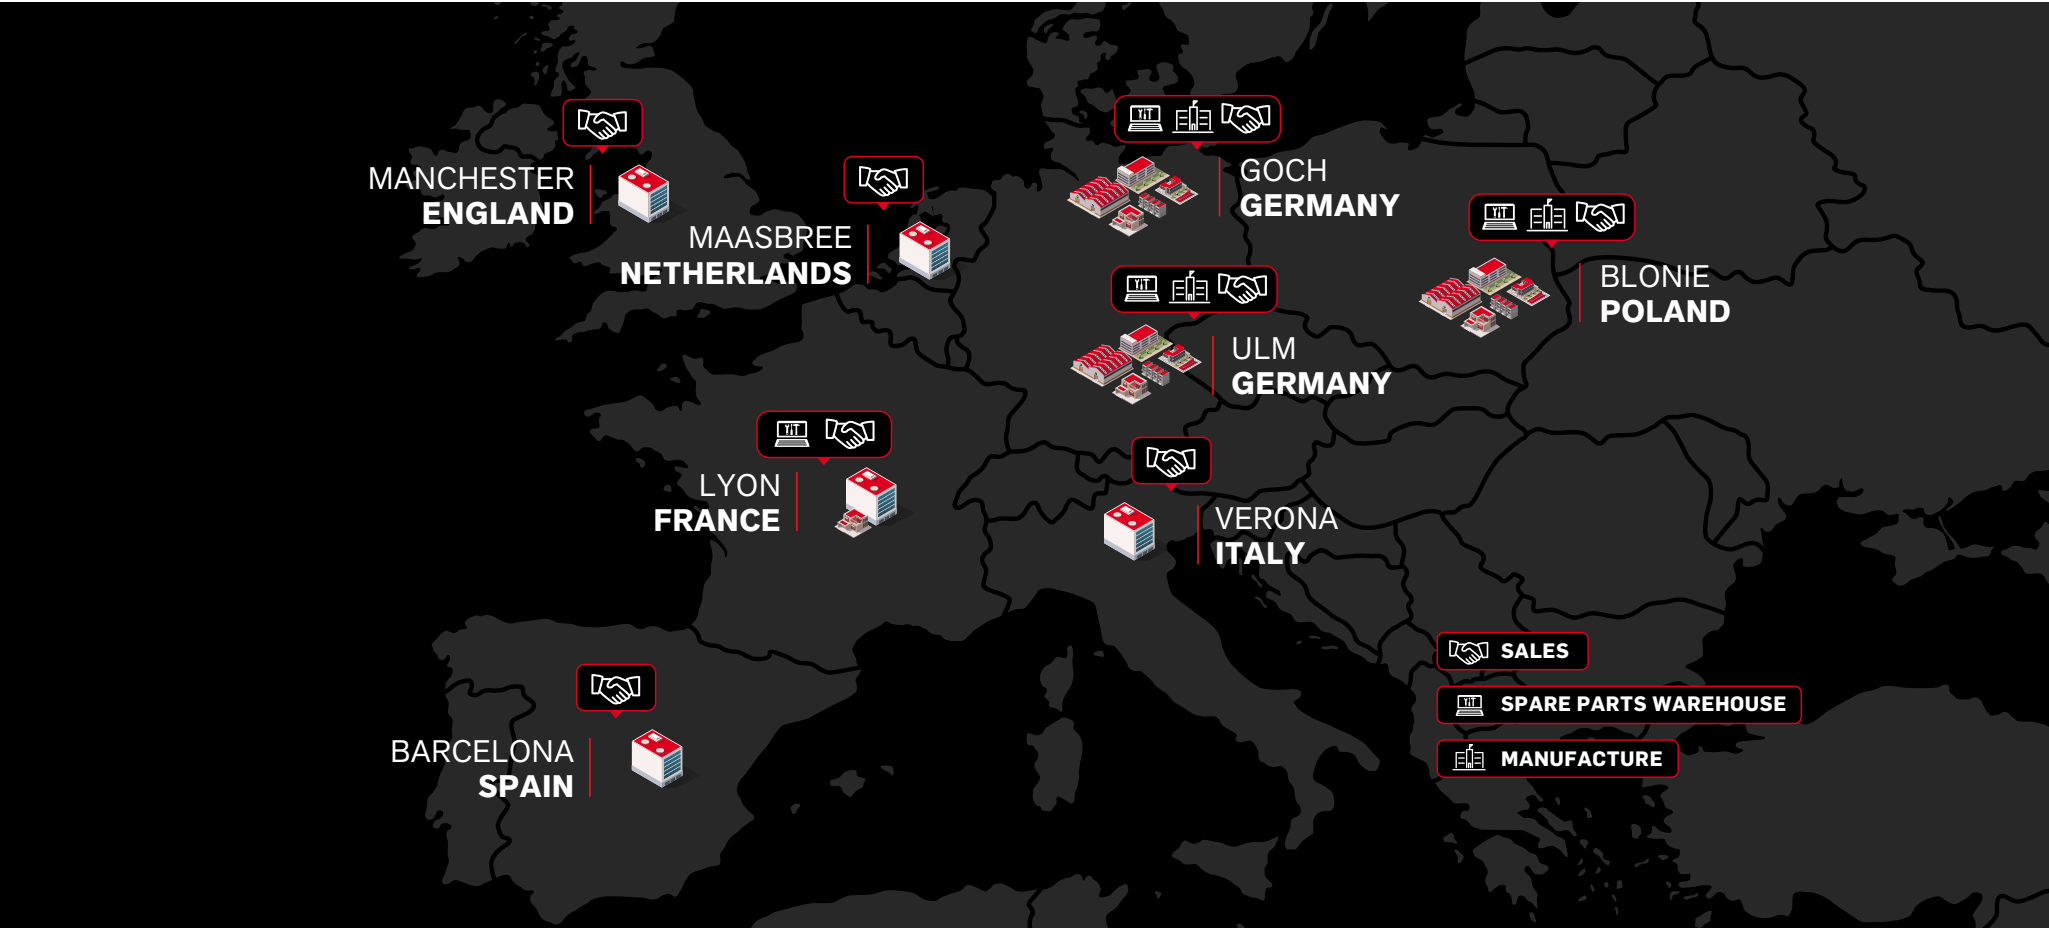 MANCHESTER
ENGLAND
MAASBREE
NETHERLANDS
GOCH
GERMANY
BLONIE
POLAND
ULM
GERMANY
LYON
FRANCE
VERONA
ITALY
BARCELONA
SPAIN
SALES
SPARE PARTS WAREHOUSE
MANUFACTURE